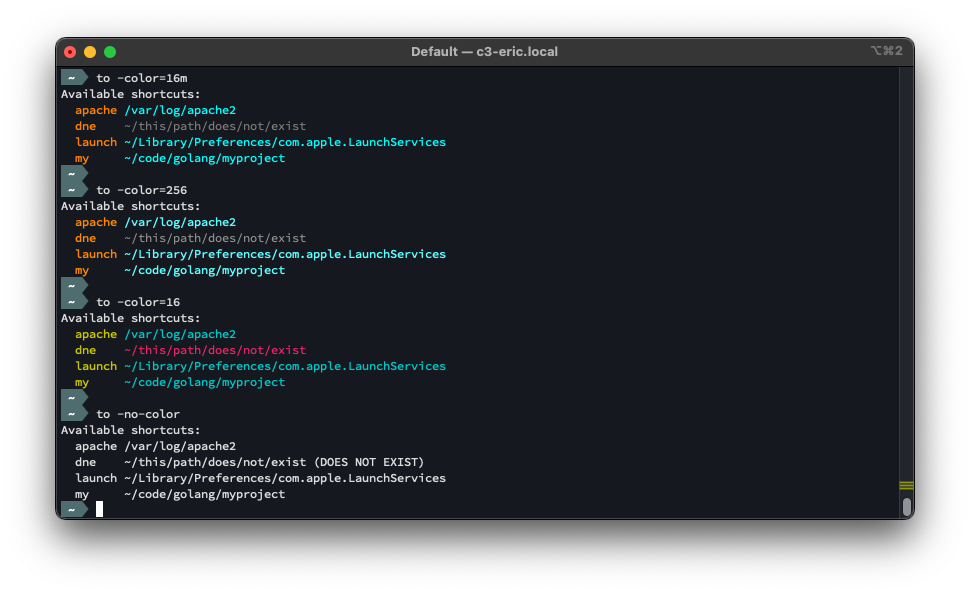 Default — c3-eric.local
⌥⌘2
~ to -color=16m
Available shortcuts:
  apache /var/log/apache2
  dne    ~/this/path/does/not/exist
  launch ~/Library/Preferences/com.apple.LaunchServices
  my     ~/code/golang/myproject
~
~ to -color=256
Available shortcuts:
  apache /var/log/apache2
  dne    ~/this/path/does/not/exist
  launch ~/Library/Preferences/com.apple.LaunchServices
  my     ~/code/golang/myproject
~
~ to -color=16
Available shortcuts:
  apache /var/log/apache2
  dne    ~/this/path/does/not/exist
  launch ~/Library/Preferences/com.apple.LaunchServices
  my     ~/code/golang/myproject
~
~ to -no-color
Available shortcuts:
  apache /var/log/apache2
  dne    ~/this/path/does/not/exist (DOES NOT EXIST)
  launch ~/Library/Preferences/com.apple.LaunchServices
  my     ~/code/golang/myproject
~